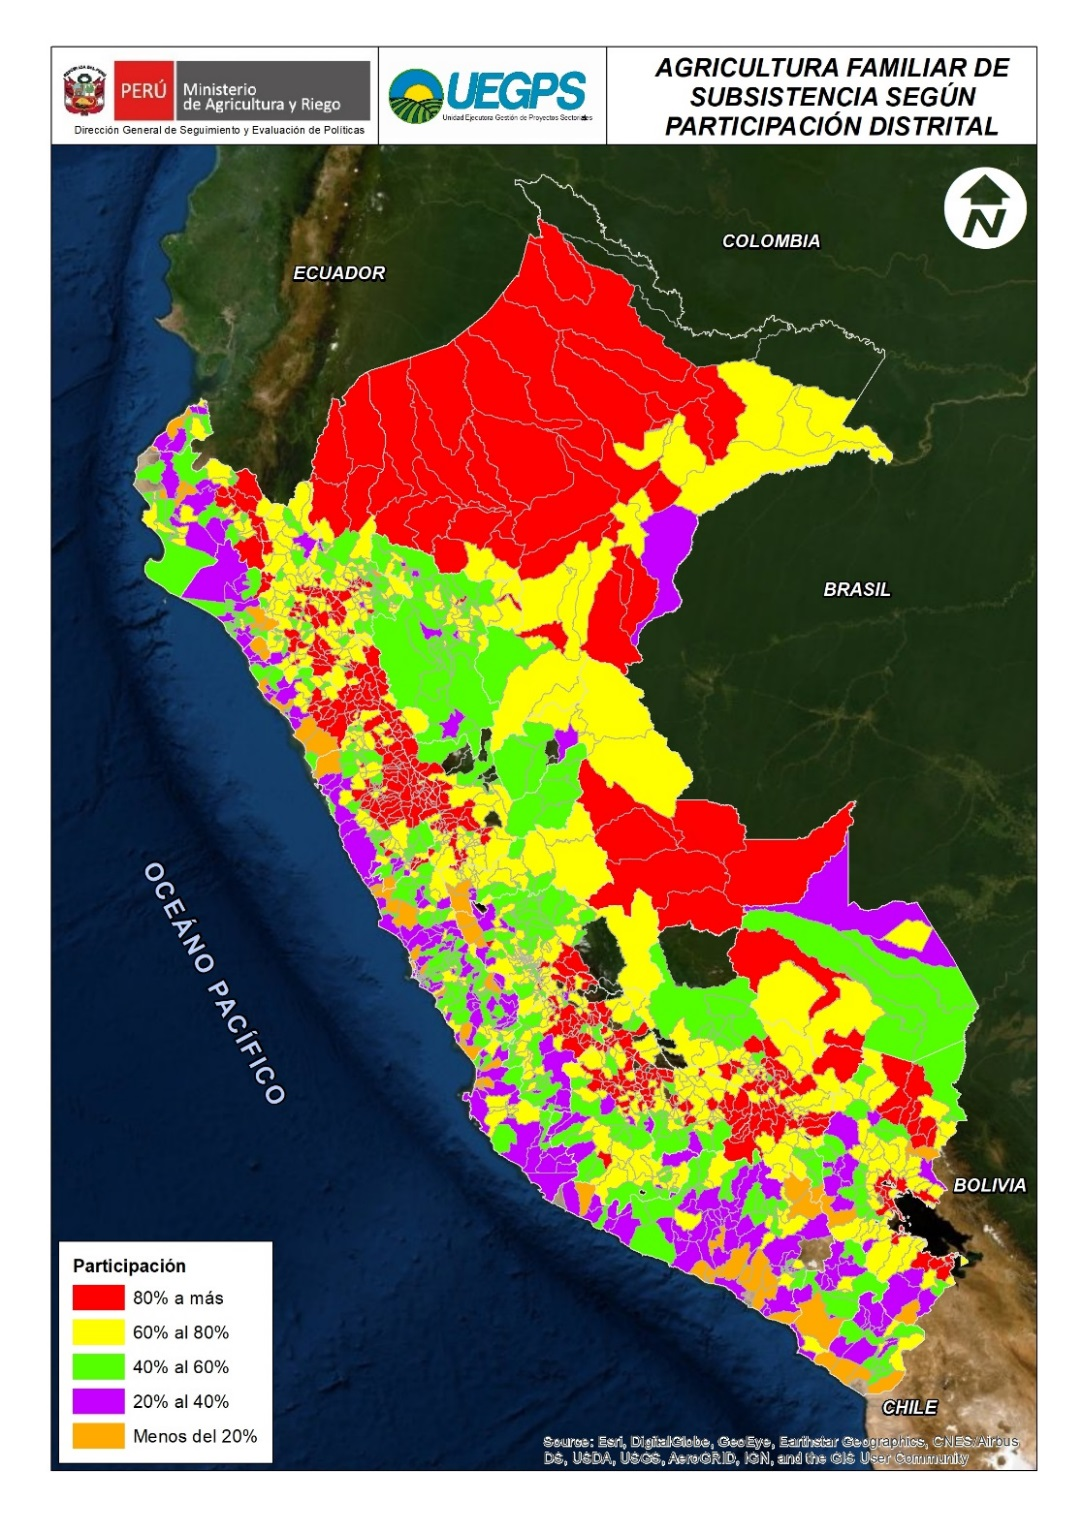 PERÚ
Ministerio
de Agricultura y Riego
Dirección General de Seguimiento y Evaluación de Políticas
UEGPS
Unidad Ejecutora Gestión de Proyectos Sectoriales
AGRICULTURA FAMILIAR DE
SUBSISTENCIA SEGÚN
PARTICIPACIÓN DISTRITAL
N
COLOMBIA
ECUADOR
BRASIL
OCEÁNO PACÍFICO
BOLIVIA
CHILE
Participación
80% a más
60% al 80%
40% al 60%
20% al 40%
Menos del 20%
Source: Esri, DigitalGlobe, GeoEye, Earthstar Geographics, CNES/Airbus
DS, USDA, USGS, AeroGRID, IGN, and the GIS User Community